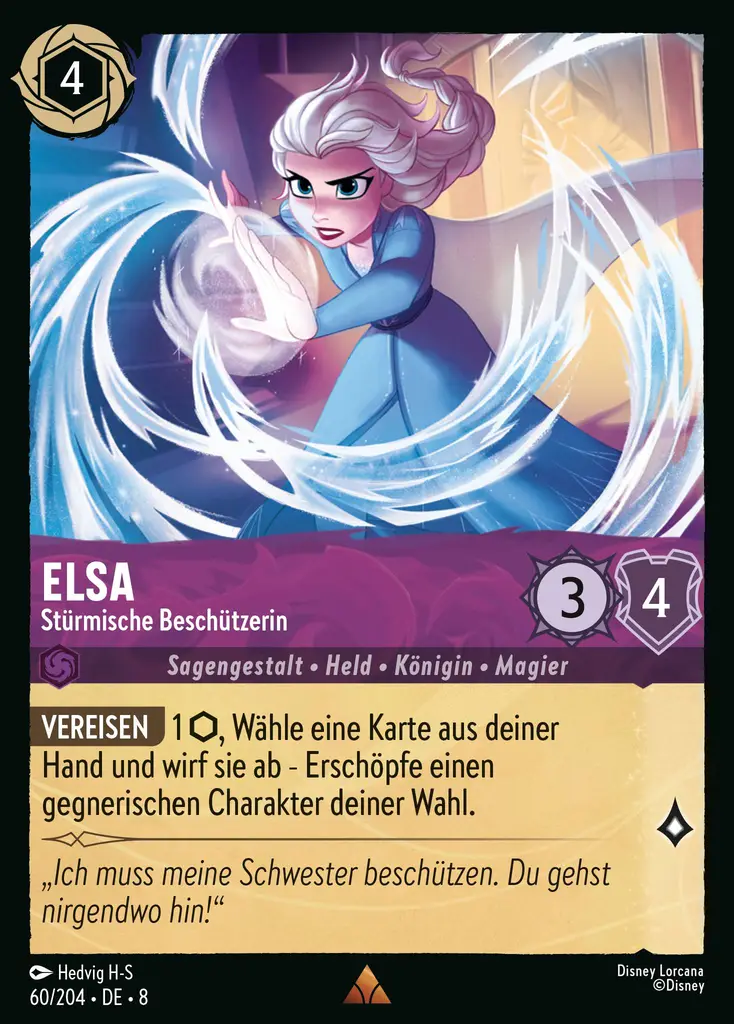 4
ELSA
Stürmische Beschützerin
3
4
Sagengestalt • Held • Königin • Magier
VEREISEN 1⬡, Wähle eine Karte aus deiner
Hand und wirf sie ab - Erschöpfe einen
gegnerischen Charakter deiner Wahl.
„Ich muss meine Schwester beschützen. Du gehst
nirgendwo hin!“
Hedvig H-S
60/204 • DE • 8
Disney Lorcana
©Disney